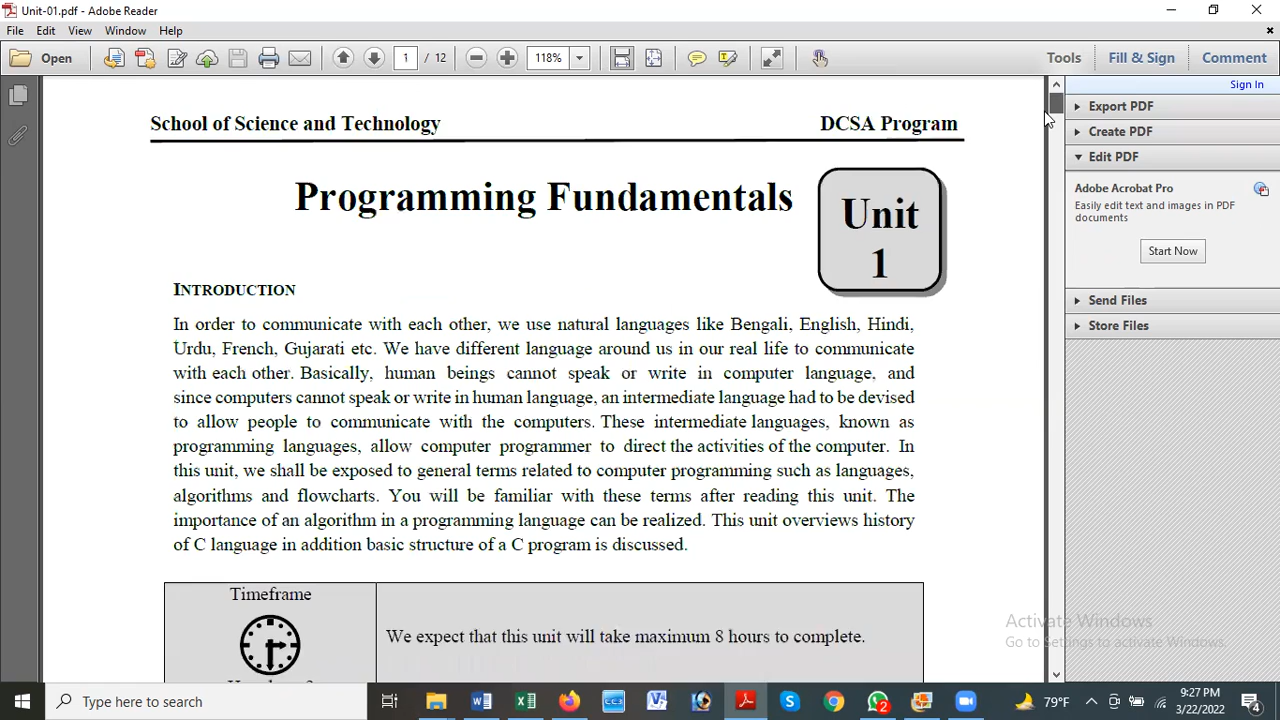 Unit-01.pdf - Adobe Reader
File Edit View Window Help
Open 1 / 12 118% Tools Fill & Sign Comment
Sign In
Export PDF
Create PDF
Edit PDF
Adobe Acrobat Pro
Easily edit text and images in PDF
documents
Start Now
Send Files
Store Files
School of Science and Technology DCSA Program
Programming Fundamentals
Unit
1
INTRODUCTION
In order to communicate with each other, we use natural languages like Bengali, English, Hindi,
Urdu, French, Gujarati etc. We have different language around us in our real life to communicate
with each other. Basically, human beings cannot speak or write in computer language, and
since computers cannot speak or write in human language, an intermediate language had to be devised
to allow people to communicate with the computers. These intermediate languages, known as
programming languages, allow computer programmer to direct the activities of the computer. In
this unit, we shall be exposed to general terms related to computer programming such as languages,
algorithms and flowcharts. You will be familiar with these terms after reading this unit. The
importance of an algorithm in a programming language can be realized. This unit overviews history
of C language in addition basic structure of a C program is discussed.
Timeframe
We expect that this unit will take maximum 8 hours to complete.
Activate Windows
Go to Settings to activate Windows.
Type here to search
CC3
2
79°F
9:27 PM
3/22/2022
4